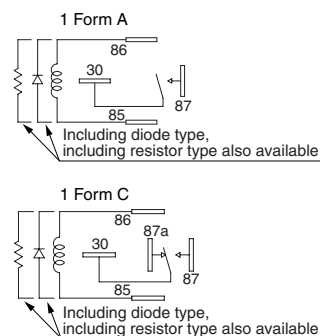 1 Form A
86
30
85
87
Including diode type,
including resistor type also available
1 Form C
86
87a
30
85
87
Including diode type,
including resistor type also available